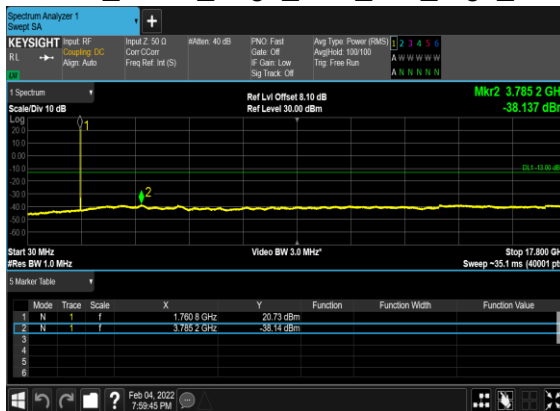 Spectrum Analyzer 1
Swept SA
KEYSIGHT Input: RF Input Z: 50 Ω #Atten: 40 dB PNO: Fast Avg Type: Power (RMS) 1 2 3 4 5 6
RL Coupling: DC Corr CCorr Gate: Off Avg|Hold: 100/100 A W W W W W
Align: Auto Freq Ref: Int (S) IF Gain: Low Trig: Free Run
Sig Track: Off A N N N N N
1 Spectrum Ref Lvl Offset 8.10 dB Mkr2 3.785 2 GH
Scale/Div 10 dB Ref Level 30.00 dBm -38.137 dBr
Log
1
20.0
10.0
0.00
-10.0 DL1 -13.00 dB
-20.0
-30.0 2
-40.0
-50.0
-60.0
Start 30 MHz Video BW 3.0 MHz* Stop 17.800 GH
#Res BW 1.0 MHz Sweep ~35.1 ms (40001 pt
5 Marker Table
Mode Trace Scale X Y Function Function Width Function Value
1 N 1 f 1.760 8 GHz 20.73 dBm
2 N 1 f 3.785 2 GHz -38.14 dBm
3
4
5
6
? Feb 04, 2022
7:59:45 PM